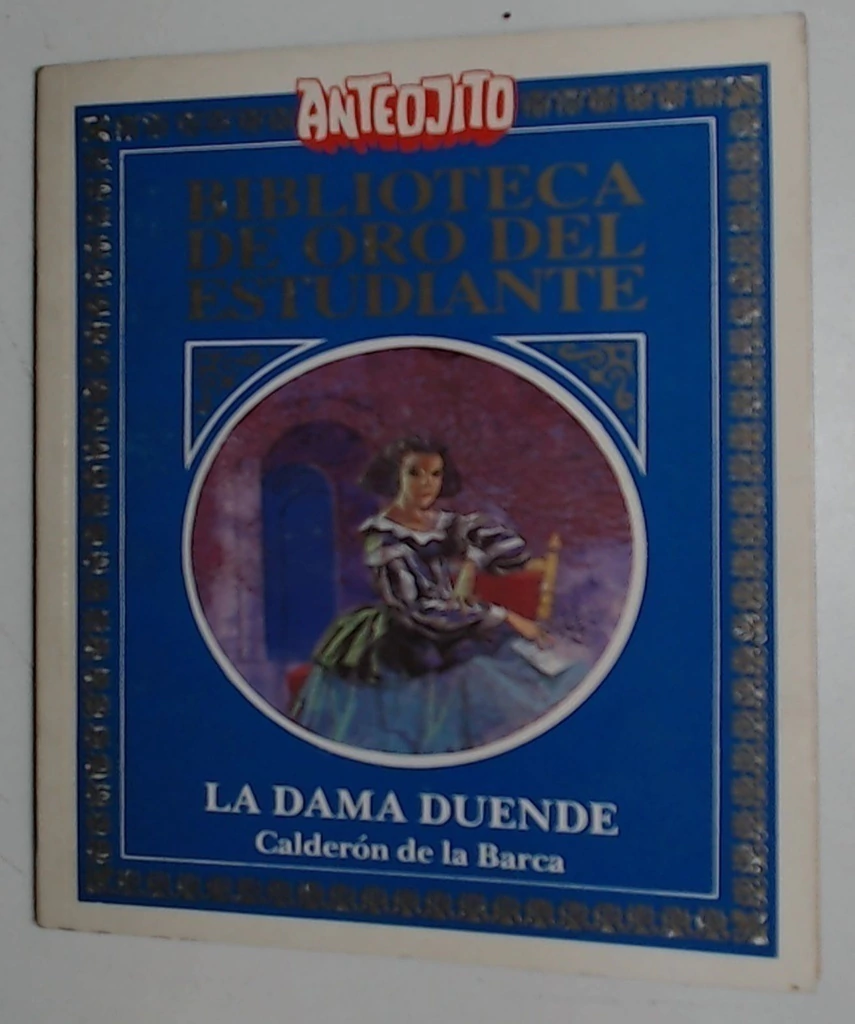 ANTEOJITO
BIBLIOTECA
DE ORO DEL
ESTUDIANTE
LA DAMA DUENDE
Calderón de la Barca